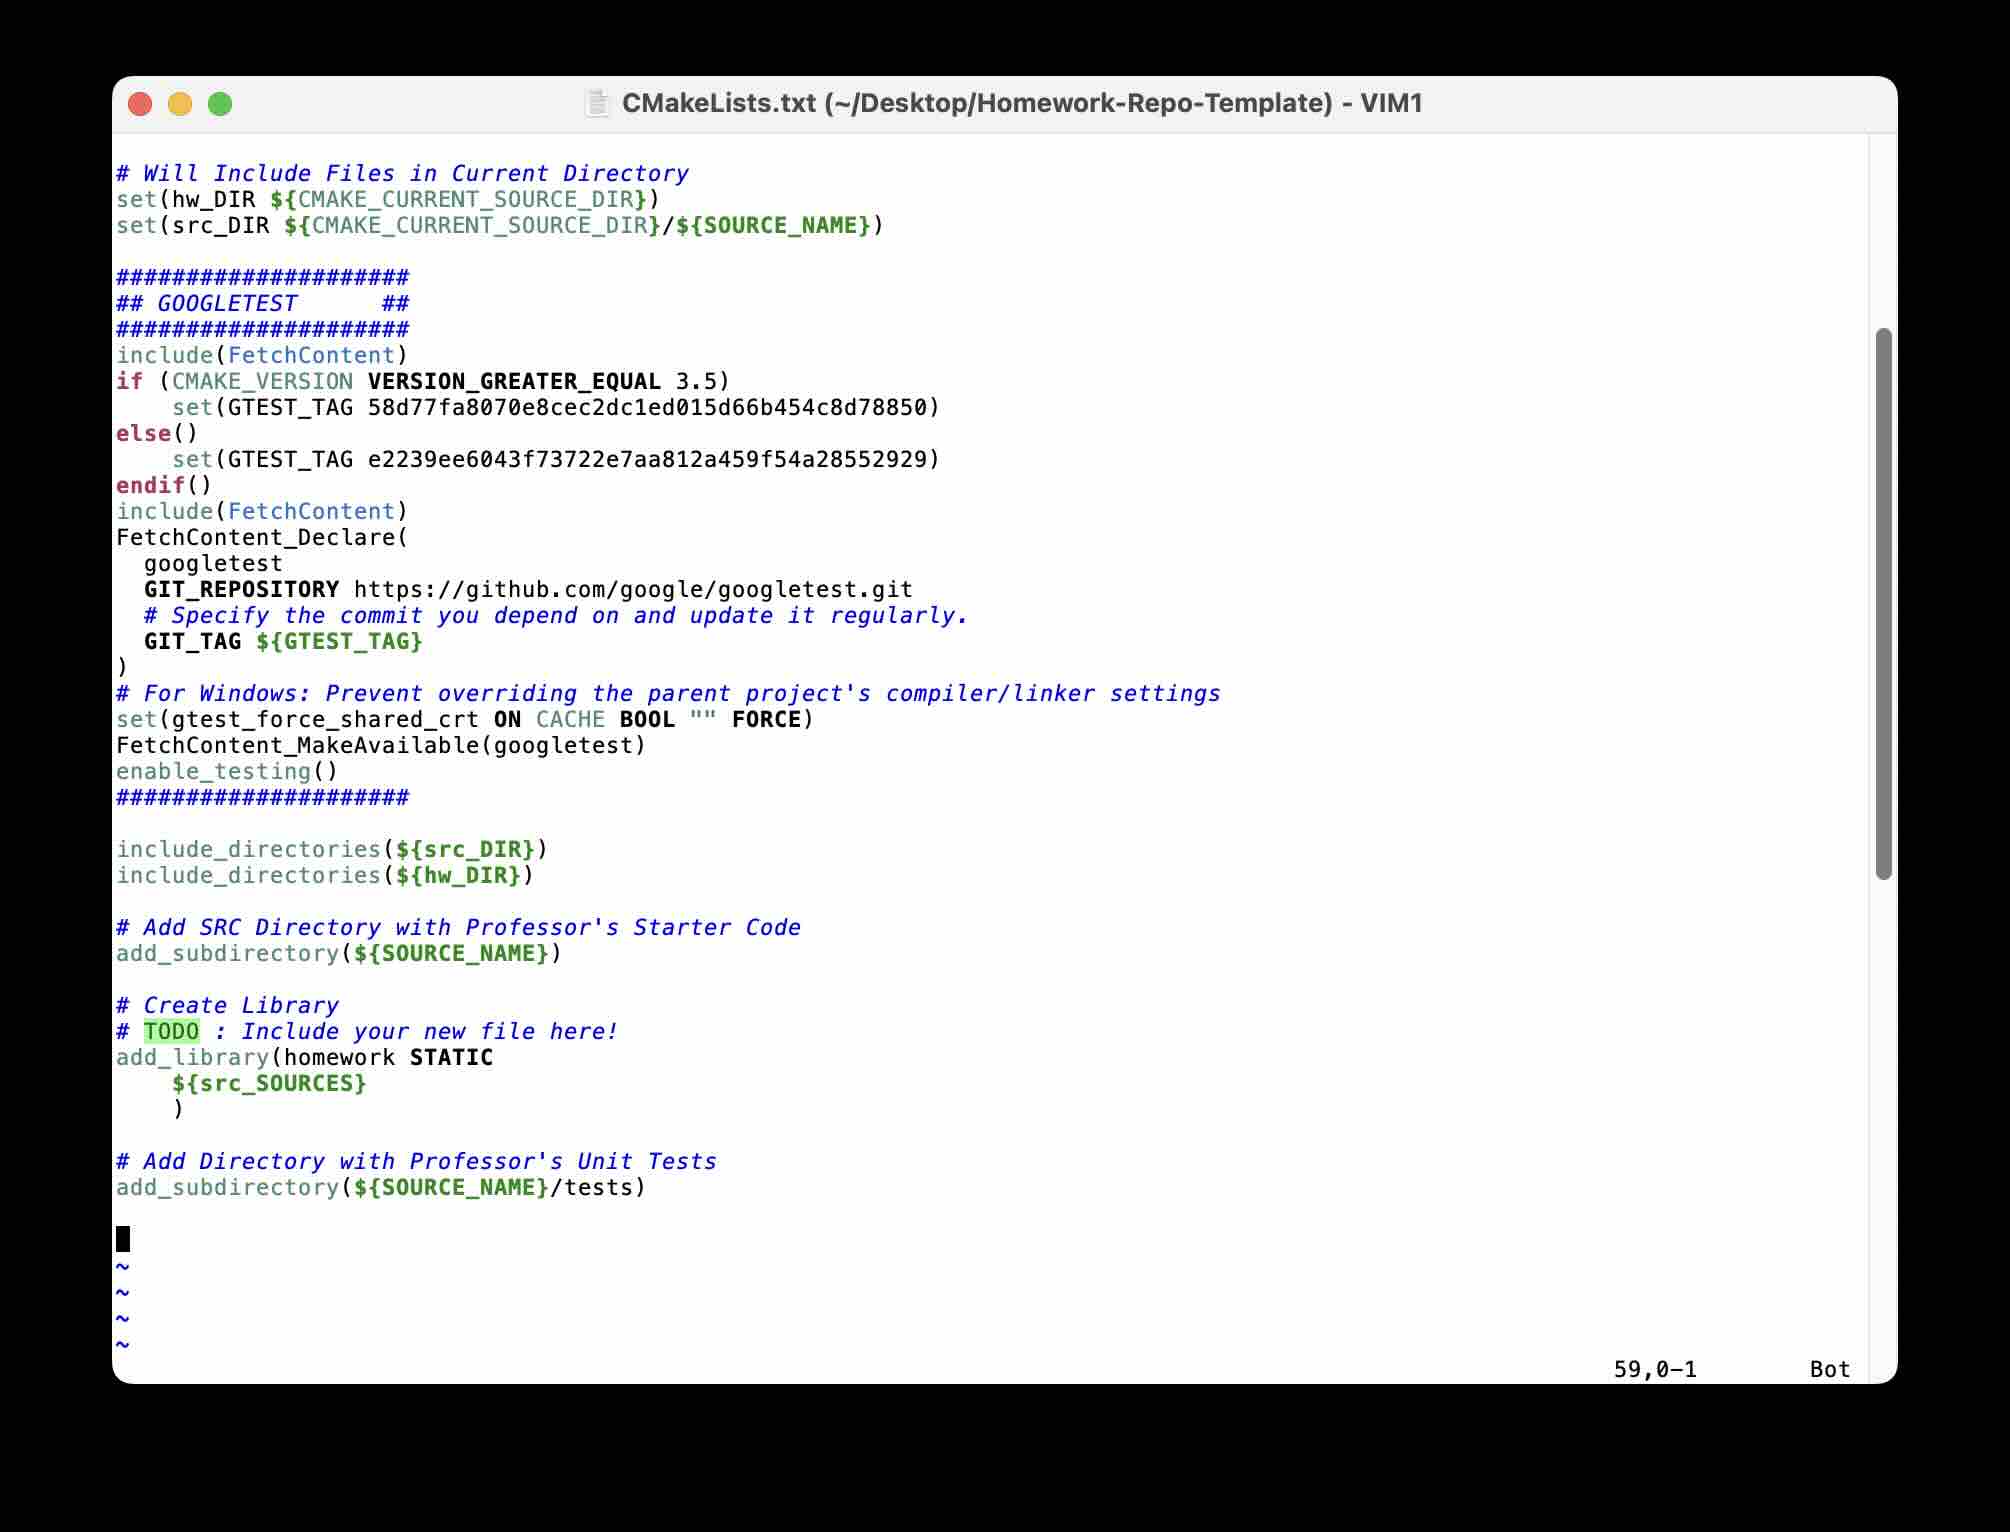 CMakeLists.txt (~/Desktop/Homework-Repo-Template) - VIM1
# Will Include Files in Current Directory
set(hw_DIR ${CMAKE_CURRENT_SOURCE_DIR})
set(src_DIR ${CMAKE_CURRENT_SOURCE_DIR}/${SOURCE_NAME})
#####################
## GOOGLETEST      ##
#####################
include(FetchContent)
if (CMAKE_VERSION VERSION_GREATER_EQUAL 3.5)
    set(GTEST_TAG 58d77fa8070e8cec2dc1ed015d66b454c8d78850)
else()
    set(GTEST_TAG e2239ee6043f73722e7aa812a459f54a28552929)
endif()
include(FetchContent)
FetchContent_Declare(
  googletest
  GIT_REPOSITORY https://github.com/google/googletest.git
  # Specify the commit you depend on and update it regularly.
  GIT_TAG ${GTEST_TAG}
)
# For Windows: Prevent overriding the parent project's compiler/linker settings
set(gtest_force_shared_crt ON CACHE BOOL "" FORCE)
FetchContent_MakeAvailable(googletest)
enable_testing()
#####################
include_directories(${src_DIR})
include_directories(${hw_DIR})
# Add SRC Directory with Professor's Starter Code
add_subdirectory(${SOURCE_NAME})
# Create Library
# TODO : Include your new file here!
add_library(homework STATIC
    ${src_SOURCES}
    )
# Add Directory with Professor's Unit Tests
add_subdirectory(${SOURCE_NAME}/tests)
~
~
~
~
59,0-1 Bot